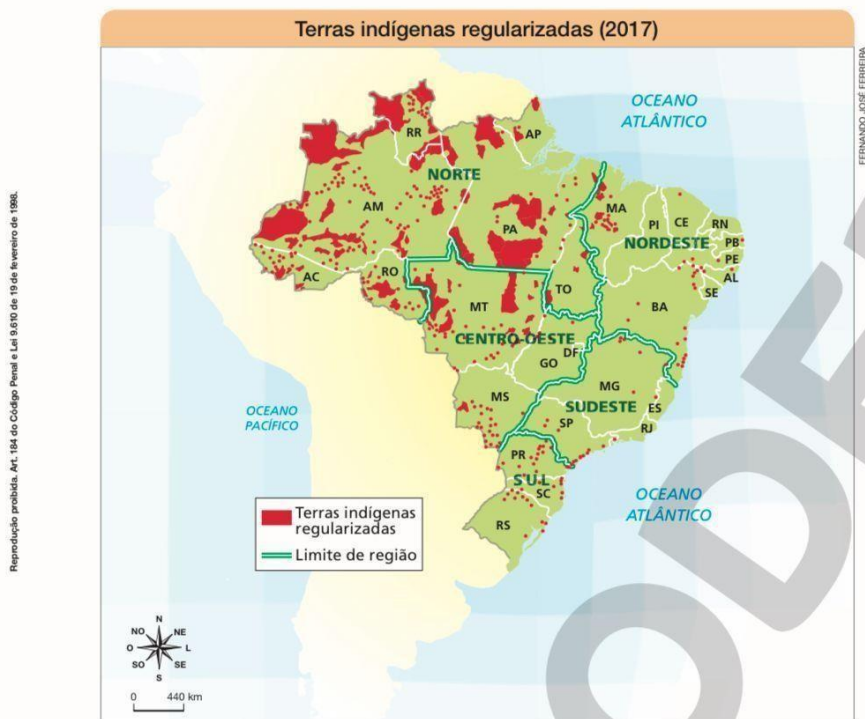 Terras indígenas regularizadas (2017)
FERNANDO JOSÉ FERREIRA
Reprodução proibida. Art. 184 do Código Penal e Lei 9.610 de 19 de fevereiro de 1998.
OCEANO
ATLÂNTICO
RR
AP
NORTE
AM
PA
MA
CE
PI
RN
NORDESTE
PB
PE
AL
SE
AC
RO
TO
MT
BA
CENTRO-OESTE
DF
GO
MG
MS
SUDESTE
ES
SP
RJ
OCEANO
PACÍFICO
PR
SUL
SC
RS
OCEANO
ATLÂNTICO
Terras indígenas
regularizadas
Limite de região
N
NO
NE
O
L
SO
SE
S
0 440 km
ODE